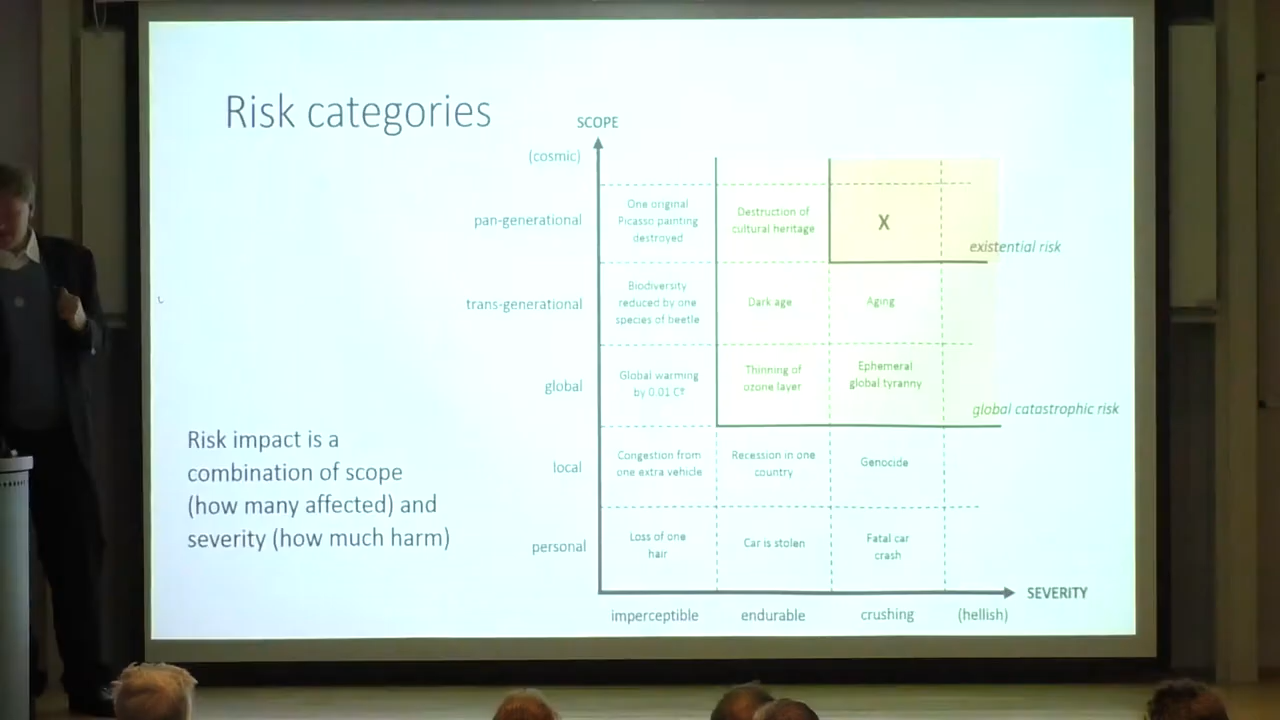 Risk categories
SCOPE
(cosmic)
pan-generational
One original
Picasso painting
destroyed
Destruction of
cultural heritage
X
existential risk
trans-generational
Biodiversity
reduced by one
species of beetle
Dark age
Aging
global
Global warming
by 0.01 C°
Thinning of
ozone layer
Ephemeral
global tyranny
global catastrophic risk
Risk impact is a
combination of scope
(how many affected) and
severity (how much harm)
local
Congestion from
one extra vehicle
Recession in one
country
Genocide
personal
Loss of one
hair
Car is stolen
Fatal car
crash
SEVERITY
imperceptible
endurable
crushing
(hellish)